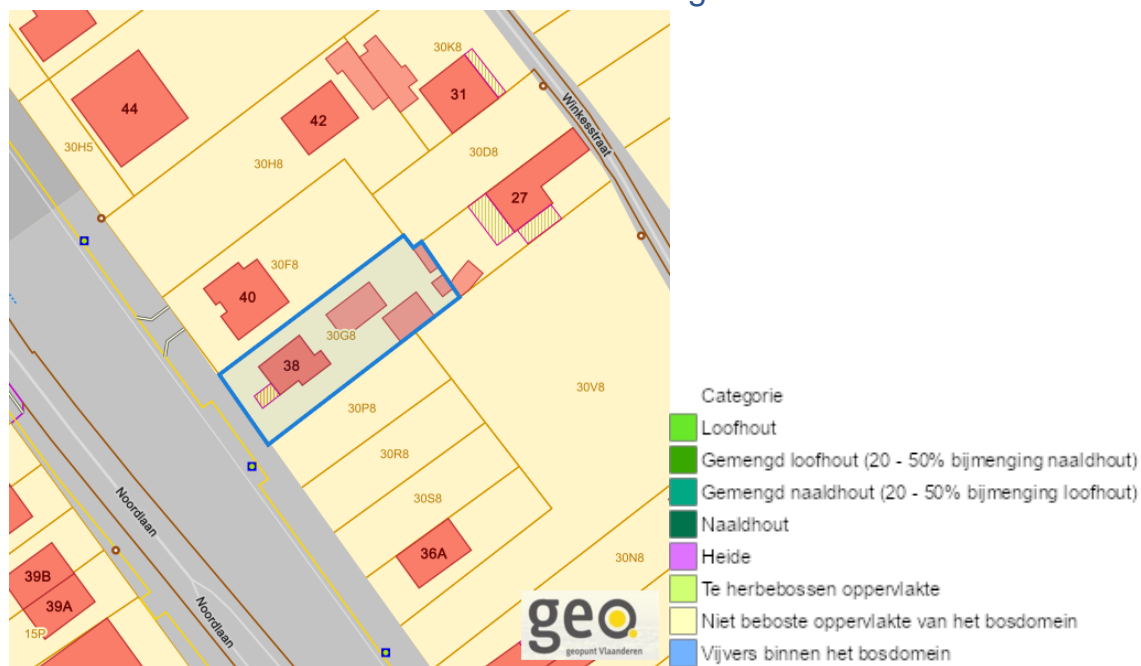 44
42
31
30K8
30H5
30H8
30D8
Winkesstraat
27
30F8
40
30G8
38
30V8
30P8
30R8
30S8
36A
30N8
Noordlaan
Noordlaan
39B
39A
15P
geo.
geopunt Vlaanderen
Categorie
Loofhout
Gemengd loofhout (20 - 50% bijmenging naaldhout)
Gemengd naaldhout (20 - 50% bijmenging loofhout)
Naaldhout
Heide
Te herbebossen oppervlakte
Niet beboste oppervlakte van het bosdomein
Vijvers binnen het bosdomein